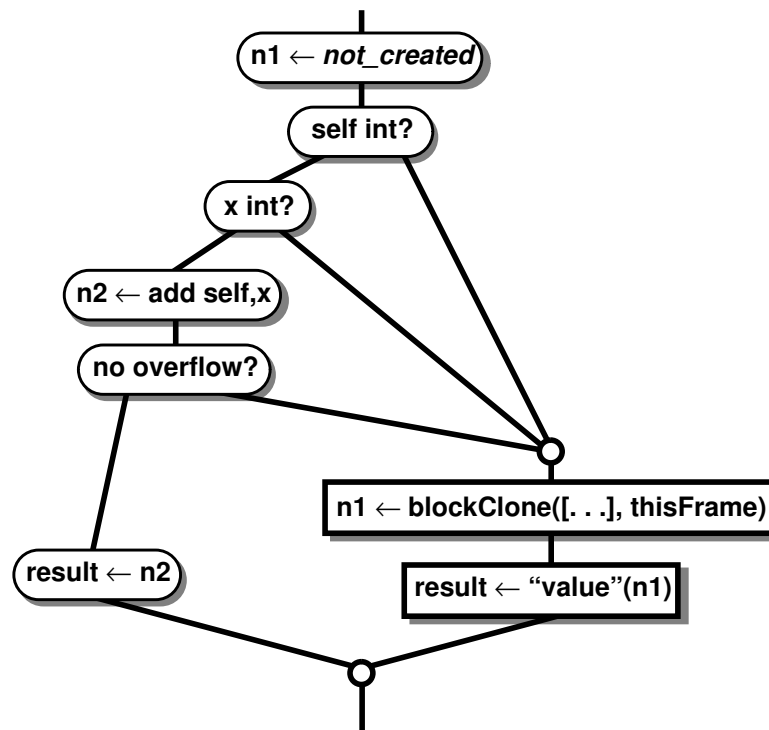 n1 ← not_created
self int?
x int?
n2 ← add self,x
no overflow?
n1 ← blockClone([. . .], thisFrame)
result ← n2
result ← “value”(n1)